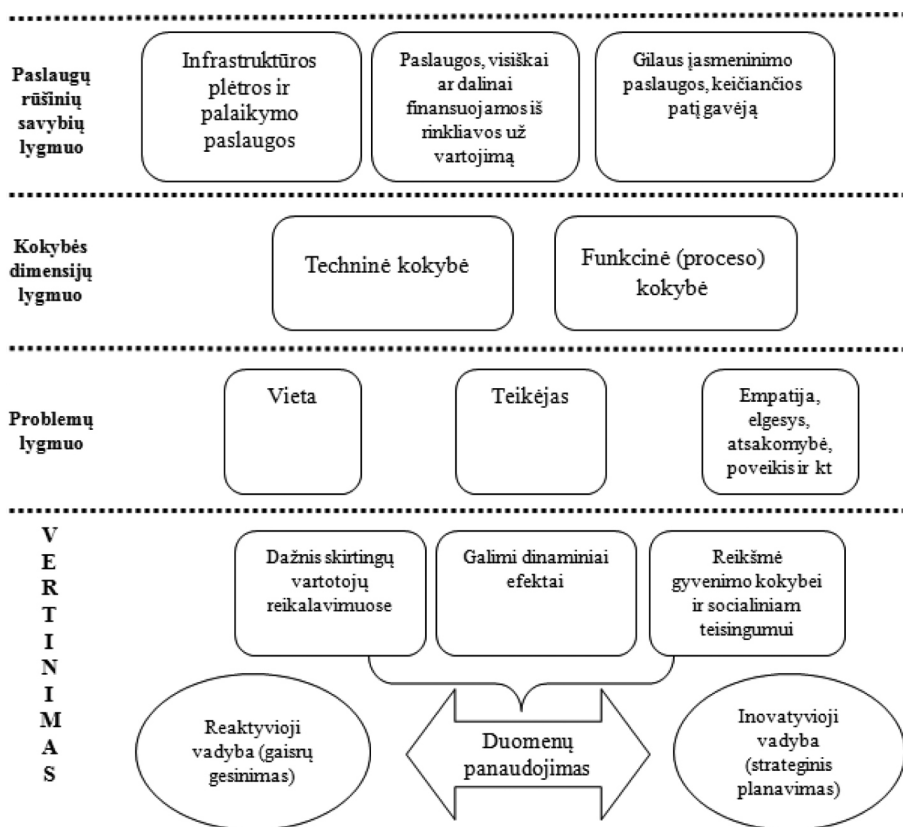 Paslaugų
rūšinių
savybių
lygmuo
Infrastruktūros
plėtros ir
palaikymo
paslaugos
Paslaugos, visiškai
ar dalinai
finansuojamos iš
rinkliavos už
vartojimą
Gilaus įasmeninimo
paslaugos, keičiančios
patį gavėją
Kokybės
dimensijų
lygmuo
Techninė kokybė
Funkcinė (proceso)
kokybė
Problemų
lygmuo
Vieta
Teikėjas
Empatija,
elgesys,
atsakomybė,
poveikis ir kt
V
E
R
T
I
N
I
M
A
S
Dažnis skirtingų
vartotojų
reikalavimuose
Galimi dinaminiai
efektai
Reikšmė
gyvenimo kokybei
ir socialiniam
teisingumui
Reaktyvioji
vadyba (gaisrų
gesinimas)
Duomenų
panaudojimas
Inovatyvioji
vadyba
(strateginis
planavimas)